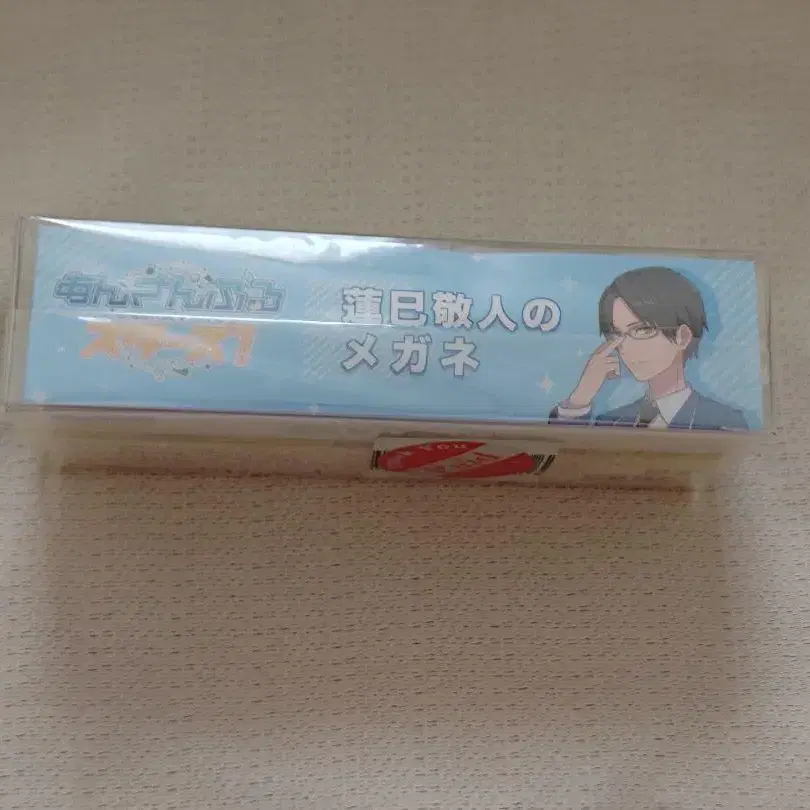 あんさんぶる
スターズ！
蓮巳敬人の
メガネ